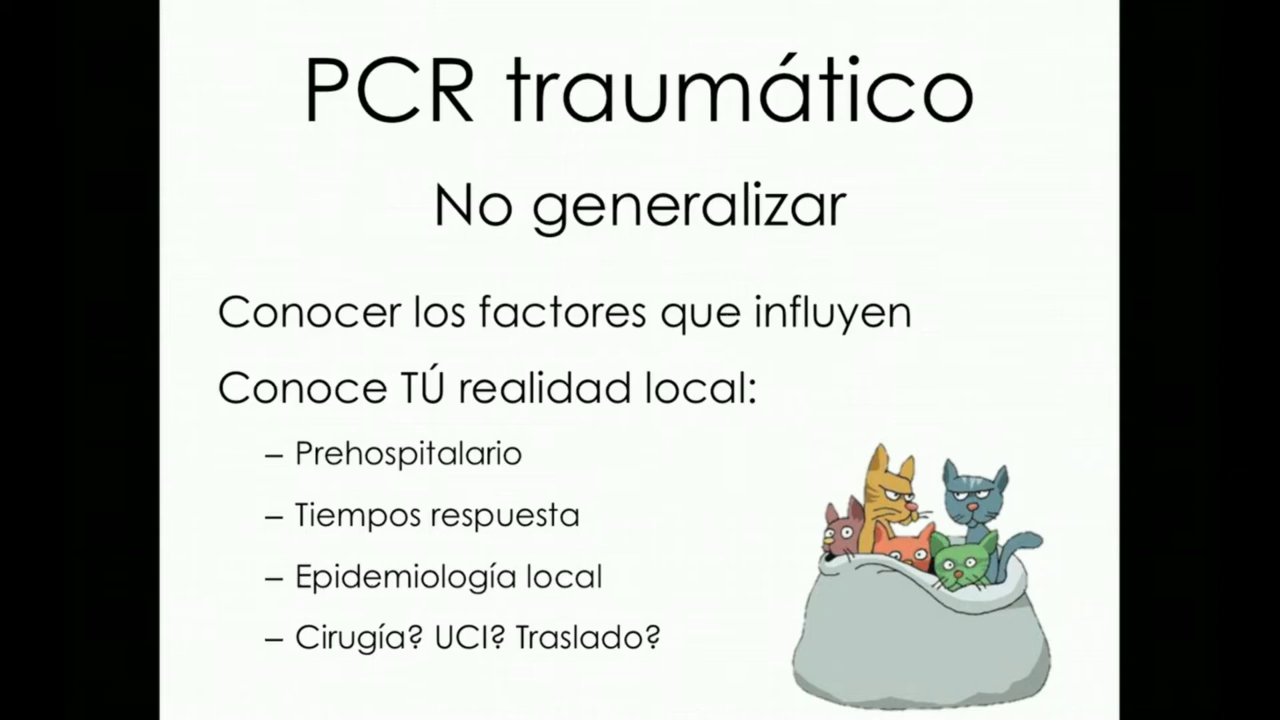 PCR traumático
No generalizar
Conocer los factores que influyen
Conoce TÚ realidad local:
– Prehospitalario
– Tiempos respuesta
– Epidemiología local
– Cirugía? UCI? Traslado?